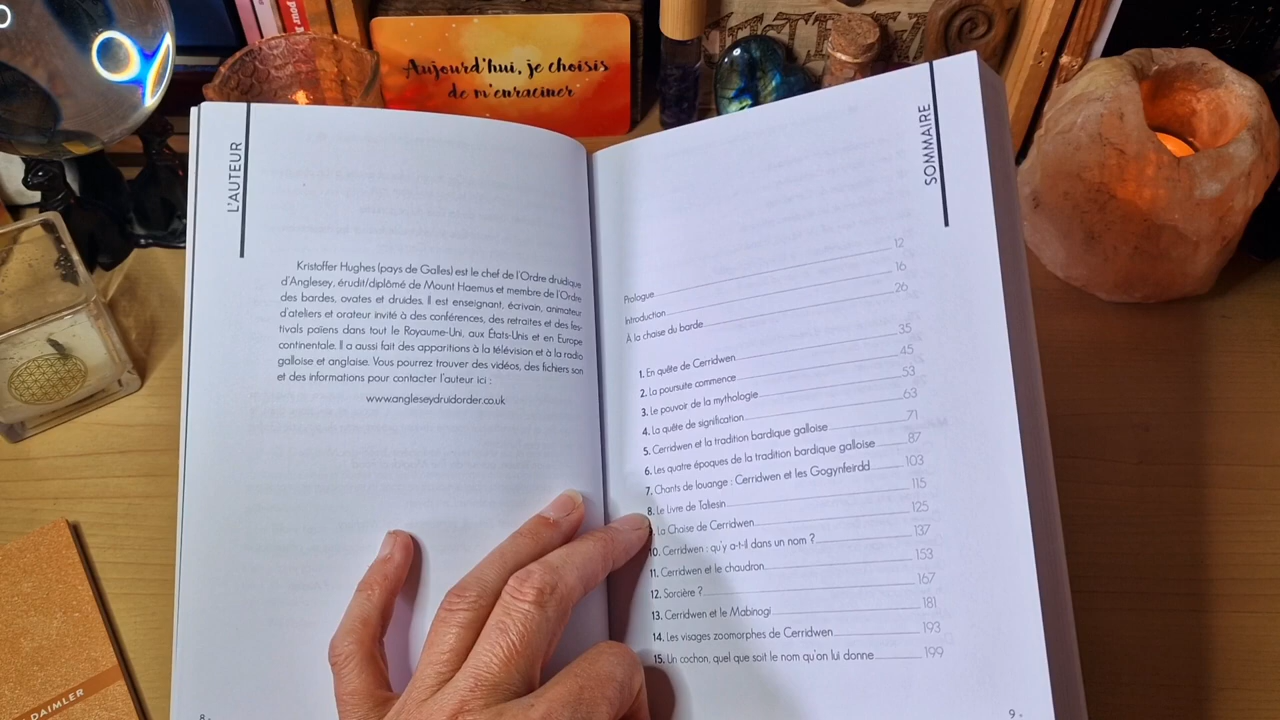 Aujourd'hui, je choisis
de m'enraciner
L'AUTEUR
Kristoffer Hughes (pays de Galles) est le chef de l'Ordre druidique
d'Anglesey, érudit/diplômé de Mount Haemus et membre de l'Ordre
des bardes, ovates et druides. Il est enseignant, écrivain, animateur
d'ateliers et orateur invité à des conférences, des retraites et des fes-
tivals païens dans tout le Royaume-Uni, aux États-Unis et en Europe
continentale. Il a aussi fait des apparitions à la télévision et à la radio
galloise et anglaise. Vous pourrez trouver des vidéos, des fichiers son
et des informations pour contacter l'auteur ici :
www.angleseydruidorder.co.uk
8
SOMMAIRE
Prologue 12
Introduction 16
À la chaise du barde 26
1. En quête de Cerridwen 35
2. La poursuite commence 45
3. Le pouvoir de la mythologie 53
4. La quête de signification 63
5. Cerridwen et la tradition bardique galloise 71
6. Les quatre époques de la tradition bardique galloise 87
7. Chants de louange : Cerridwen et les Gogynfeirdd 103
8. Le Livre de Taliesin 115
9. La Chaise de Cerridwen 125
10. Cerridwen : qu'y a-t-il dans un nom ? 137
11. Cerridwen et le chaudron 153
12. Sorcière ? 167
13. Cerridwen et le Mabinogi 181
14. Les visages zoomorphes de Cerridwen 193
15. Un cochon, quel que soit le nom qu'on lui donne 199
9
DAIMLER